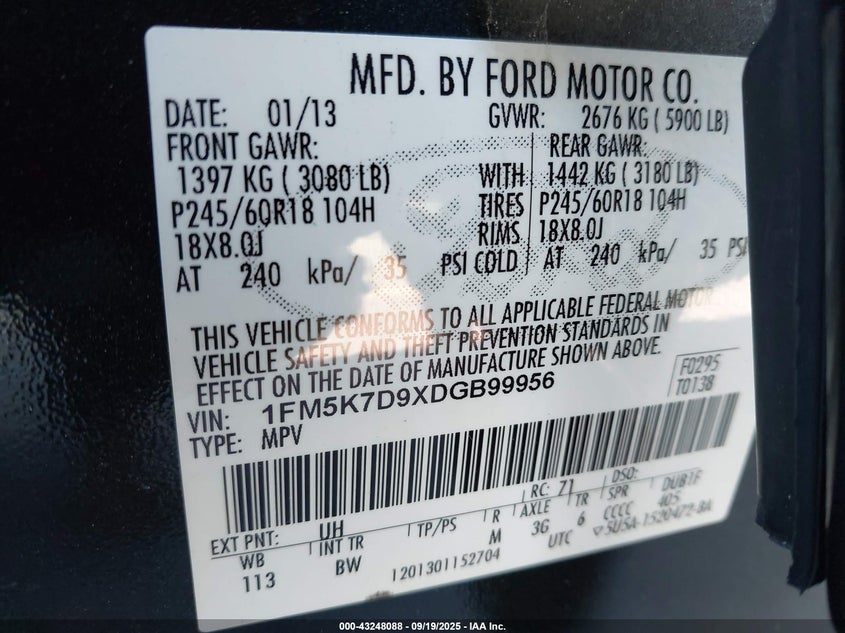 MFD. BY FORD MOTOR CO.
DATE: 01/13 GVWR: 2676 KG ( 5900 LB)
FRONT GAWR: REAR GAWR:
1397 KG ( 3080 LB) WITH 1442 KG ( 3180 LB)
P245/60R18 104H TIRES P245/60R18 104H
18X8.0J RIMS 18X8.0J
AT 240 kPa/ 35 PSI COLD AT 240 kPa/ 35 PSI
THIS VEHICLE CONFORMS TO ALL APPLICABLE FEDERAL MOTOR
VEHICLE SAFETY AND THEFT PREVENTION STANDARDS IN
EFFECT ON THE DATE OF MANUFACTURE SHOWN ABOVE.
VIN: 1FM5K7D9XDGB99956 F0295
TYPE: MPV T0138
EXT PNT: UH RC: 71 DSO:
WB INT TR TP/PS R AXLE TR SPR DUB1F
113 BW M 3G 6 CCCC 405
1201301152704 UTC ▽5U5A-1520472-BA
000-43248088 - 09/19/2025 - IAA Inc.